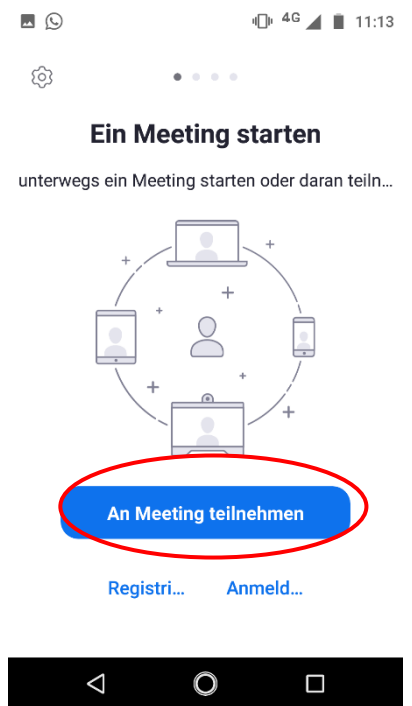 4G 11:13
Ein Meeting starten
unterwegs ein Meeting starten oder daran teiln...
An Meeting teilnehmen
Registri... Anmeld...